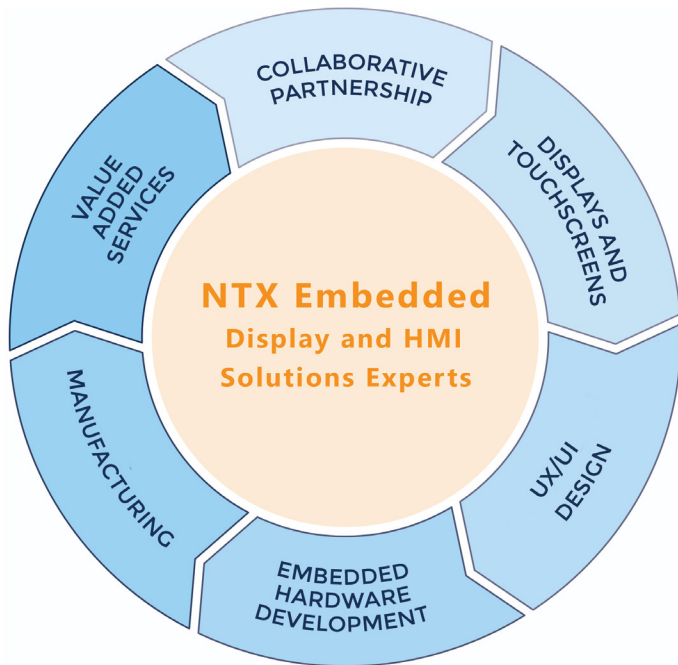 COLLABORATIVE
PARTNERSHIP
DISPLAYS AND
TOUCHSCREENS
UX/UI
DESIGN
EMBEDDED
HARDWARE
DEVELOPMENT
MANUFACTURING
VALUE
ADDED
SERVICES
NTX Embedded
Display and HMI
Solutions Experts